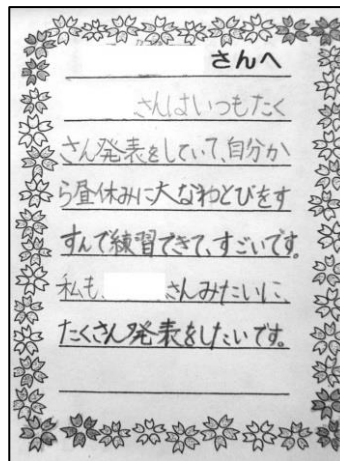 さんへ
さんはいつもたく
さん発表をしていて、自分か
ら昼休みに大なわとびをす
すんで練習できて、すごいです。
私も、さんみたいに、
たくさん発表をしたいです。